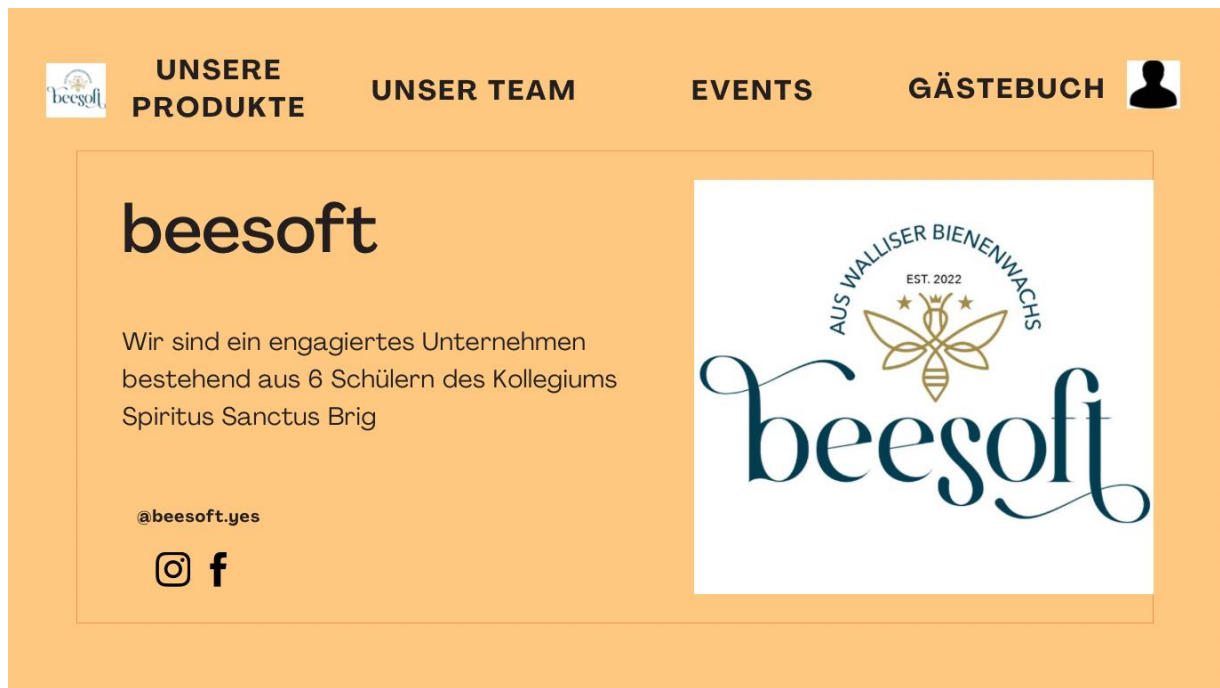 beesoft
UNSERE
PRODUKTE
UNSER TEAM
EVENTS
GÄSTEBUCH
beesoft
Wir sind ein engagiertes Unternehmen
bestehend aus 6 Schülern des Kollegiums
Spiritus Sanctus Brig
@beesoft.yes
AUS WALLISER BIENENWACHS
EST. 2022
beesoft